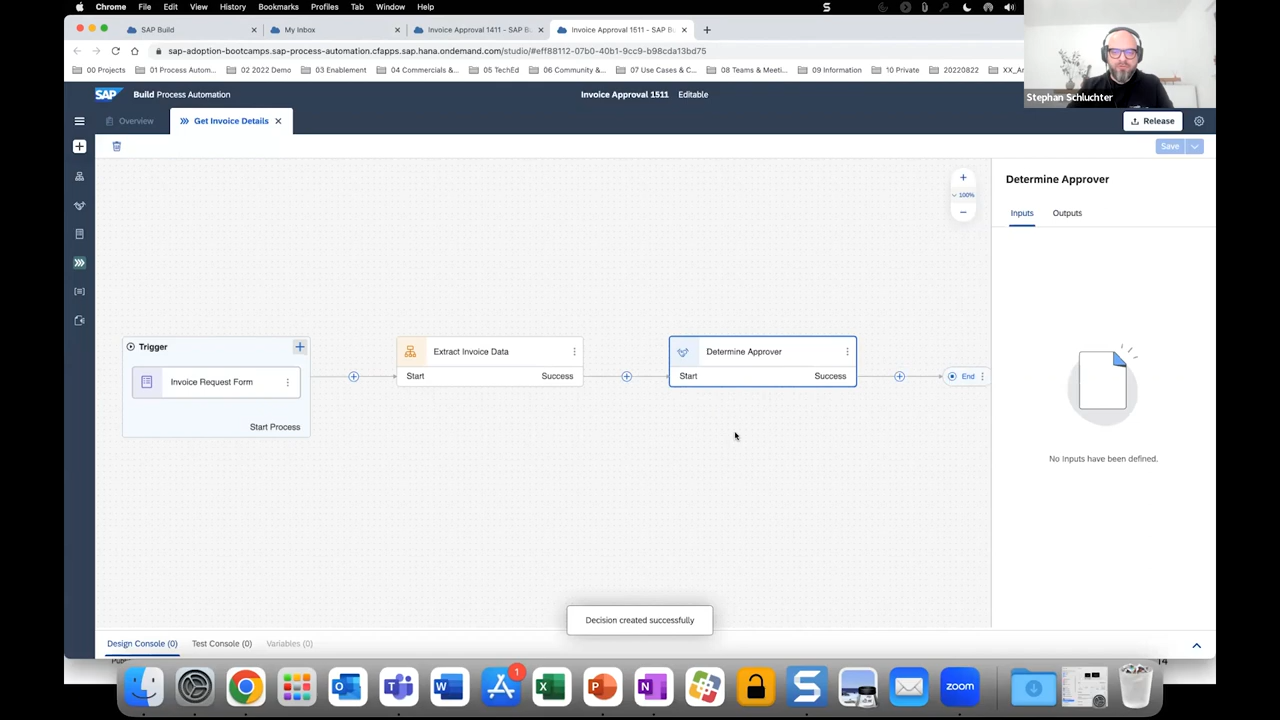 Chrome File Edit View History Bookmarks Profiles Tab Window Help
SAP Build
My Inbox
Invoice Approval 1411 - SAP B
Invoice Approval 1511 - SAP B
sap-adoption-bootcamps.sap-process-automation.cfapps.sap.hana.ondemand.com/studio/#eff88112-07b0-40b1-9cc9-b98cda13bd75
00 Projects
01 Process Autom...
02 2022 Demo
03 Enablement
04 Commercials &...
05 TechEd
06 Community &...
07 Use Cases & C...
08 Teams & Meeti...
09 Information
10 Private
20220822
XX_Ar
Stephan Schluchter
SAP Build Process Automation
Invoice Approval 1511 Editable
Overview
Get Invoice Details
Release
Save
100%
Determine Approver
Inputs Outputs
Trigger
Invoice Request Form
Start Process
Extract Invoice Data
Start Success
Determine Approver
Start Success
End
No Inputs have been defined.
Decision created successfully
Design Console (0) Test Console (0) Variables (0)
14
1
zoom